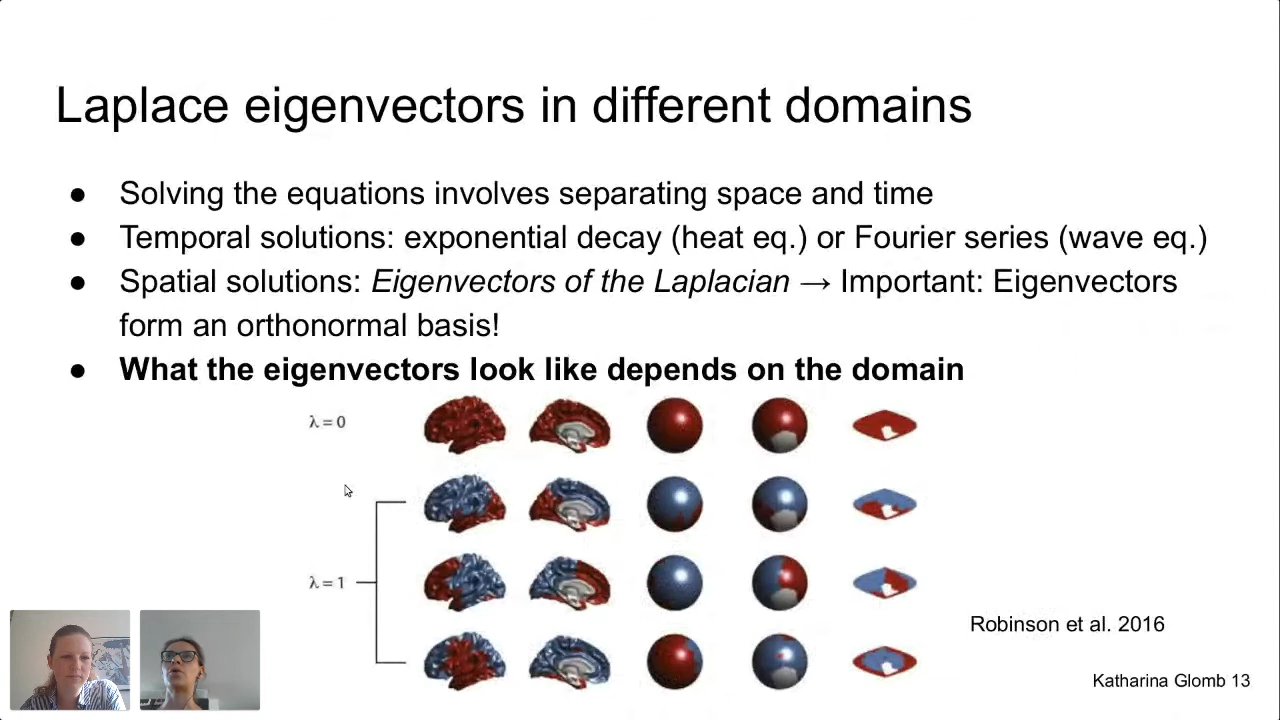 Laplace eigenvectors in different domains
● Solving the equations involves separating space and time
● Temporal solutions: exponential decay (heat eq.) or Fourier series (wave eq.)
● Spatial solutions: Eigenvectors of the Laplacian → Important: Eigenvectors
form an orthonormal basis!
● What the eigenvectors look like depends on the domain
λ = 0
λ = 1
Robinson et al. 2016
Katharina Glomb 13